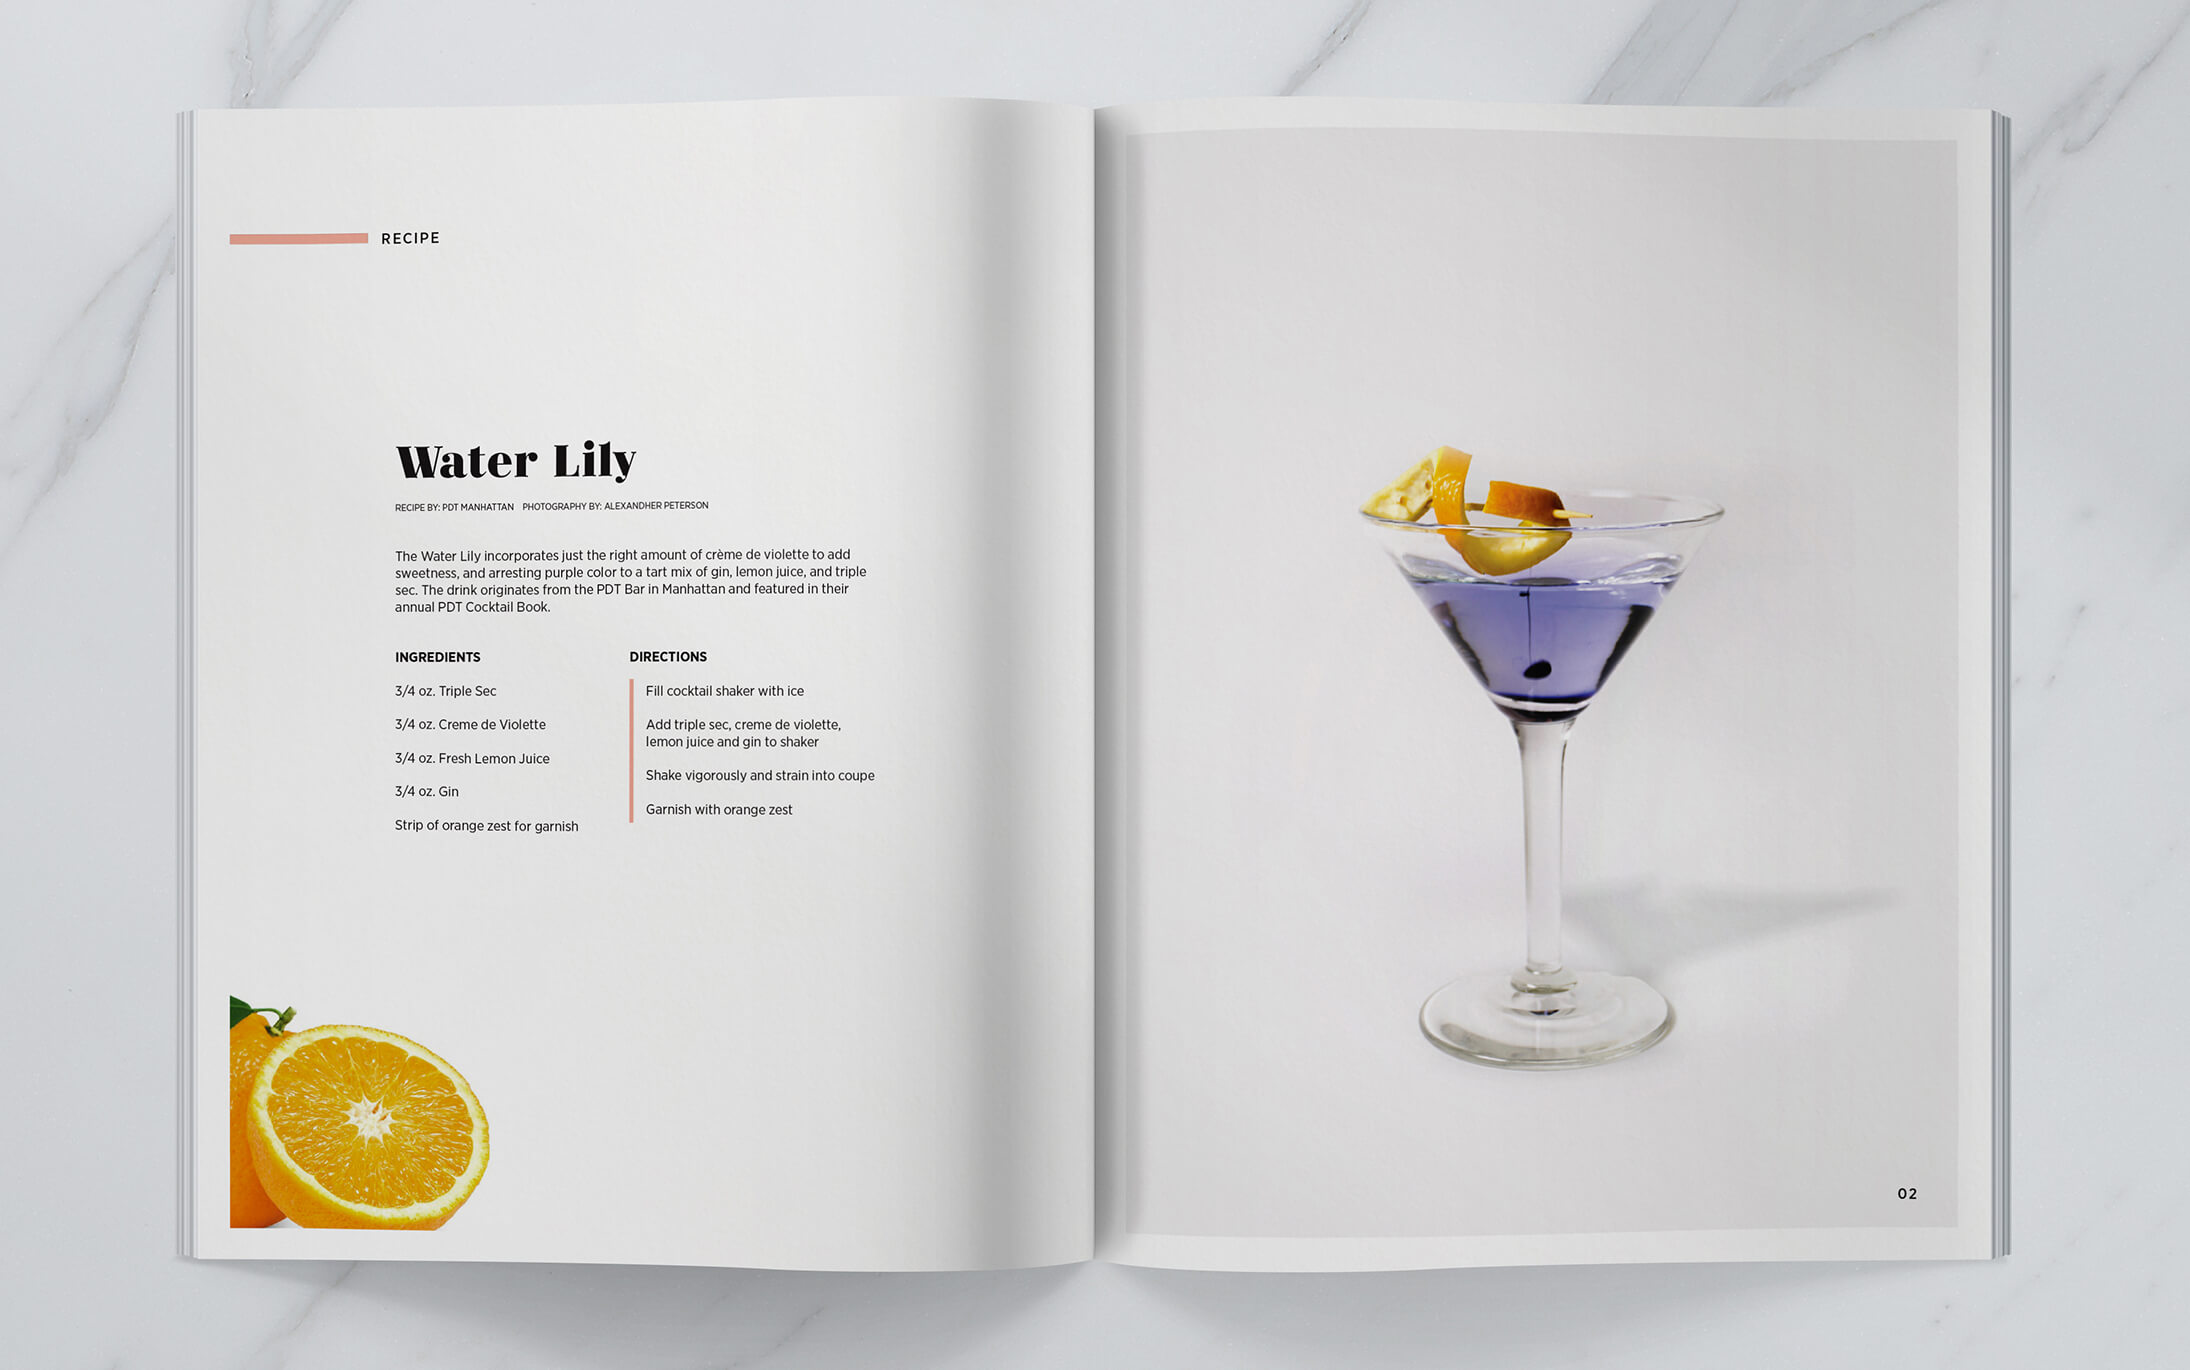 RECIPE
Water Lily
RECIPE BY: PDT MANHATTAN PHOTOGRAPHY BY: ALEXANDHER PETERSON
The Water Lily incorporates just the right amount of crème de violette to add
sweetness, and arresting purple color to a tart mix of gin, lemon juice, and triple
sec. The drink originates from the PDT Bar in Manhattan and featured in their
annual PDT Cocktail Book.
INGREDIENTS
3/4 oz. Triple Sec
3/4 oz. Creme de Violette
3/4 oz. Fresh Lemon Juice
3/4 oz. Gin
Strip of orange zest for garnish
DIRECTIONS
Fill cocktail shaker with ice
Add triple sec, creme de violette,
lemon juice and gin to shaker
Shake vigorously and strain into coupe
Garnish with orange zest
02